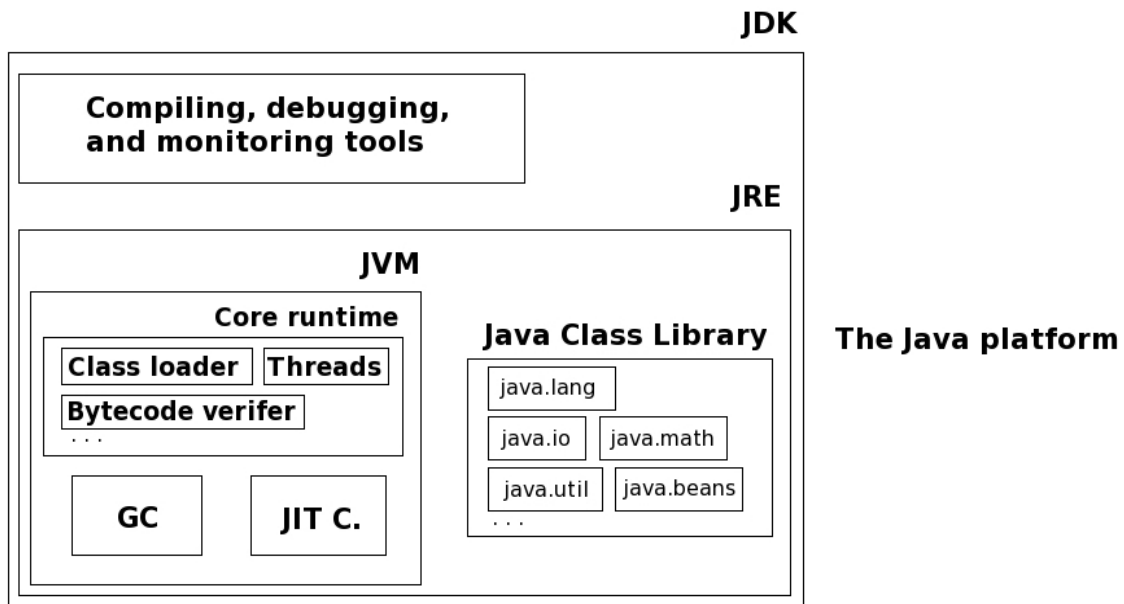 JDK
Compiling, debugging,
and monitoring tools
JRE
JVM
Core runtime
Class loader
Threads
Bytecode verifer
...
GC
JIT C.
Java Class Library
java.lang
java.io
java.math
java.util
java.beans
...
The Java platform